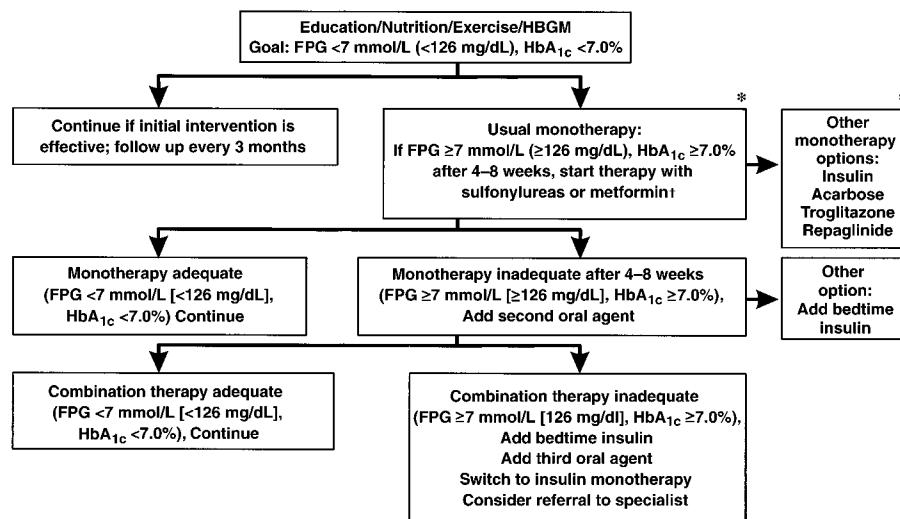 Education/Nutrition/Exercise/HBGM
Goal: FPG <7 mmol/L (<126 mg/dL), HbA1c <7.0%
Continue if initial intervention is
effective; follow up every 3 months
*
Usual monotherapy:
If FPG ≥7 mmol/L (≥126 mg/dL), HbA1c ≥7.0%
after 4–8 weeks, start therapy with
sulfonylureas or metformin†
*
Other
monotherapy
options:
Insulin
Acarbose
Troglitazone
Repaglinide
Monotherapy adequate
(FPG <7 mmol/L [<126 mg/dL],
HbA1c <7.0%) Continue
Monotherapy inadequate after 4–8 weeks
(FPG ≥7 mmol/L [≥126 mg/dL], HbA1c ≥7.0%),
Add second oral agent
Other
option:
Add bedtime
insulin
Combination therapy adequate
(FPG <7 mmol/L [<126 mg/dL],
HbA1c <7.0%), Continue
Combination therapy inadequate
(FPG ≥7 mmol/L [126 mg/dl], HbA1c ≥7.0%),
Add bedtime insulin
Add third oral agent
Switch to insulin monotherapy
Consider referral to specialist